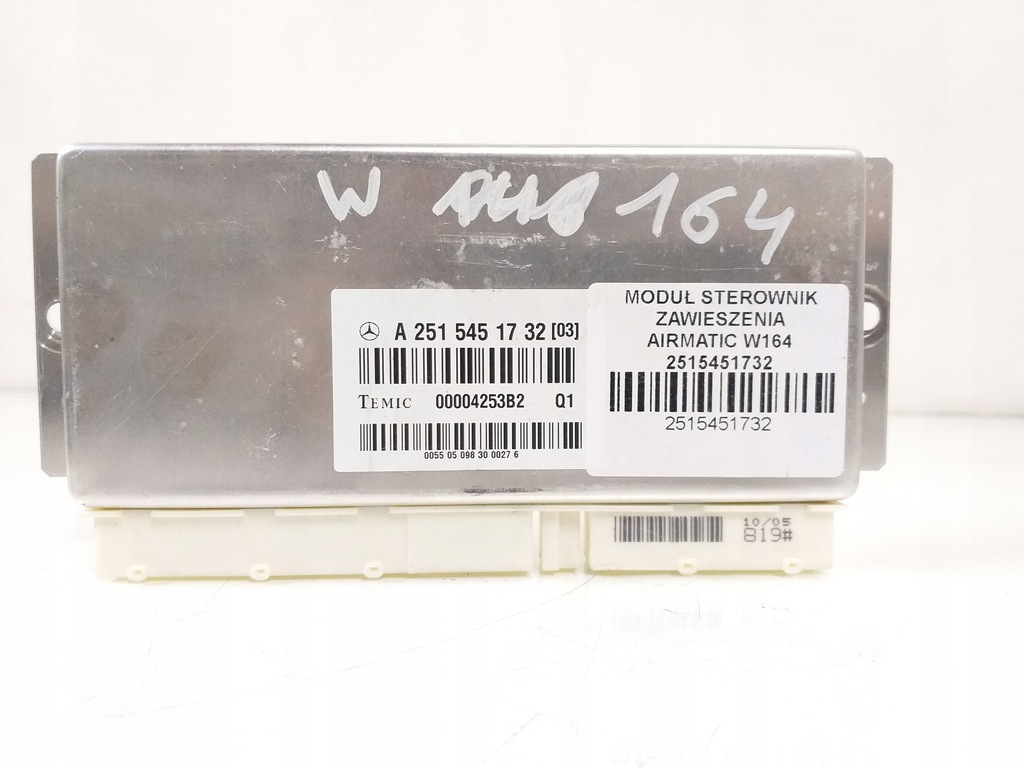 W 164
A 251 545 17 32 [03]
TEMIC 00004253B2 Q1
0055 05 098 30 0027 6
MODUŁ STEROWNIK
ZAWIESZENIA
AIRMATIC W164
2515451732
2515451732
10/05
819#